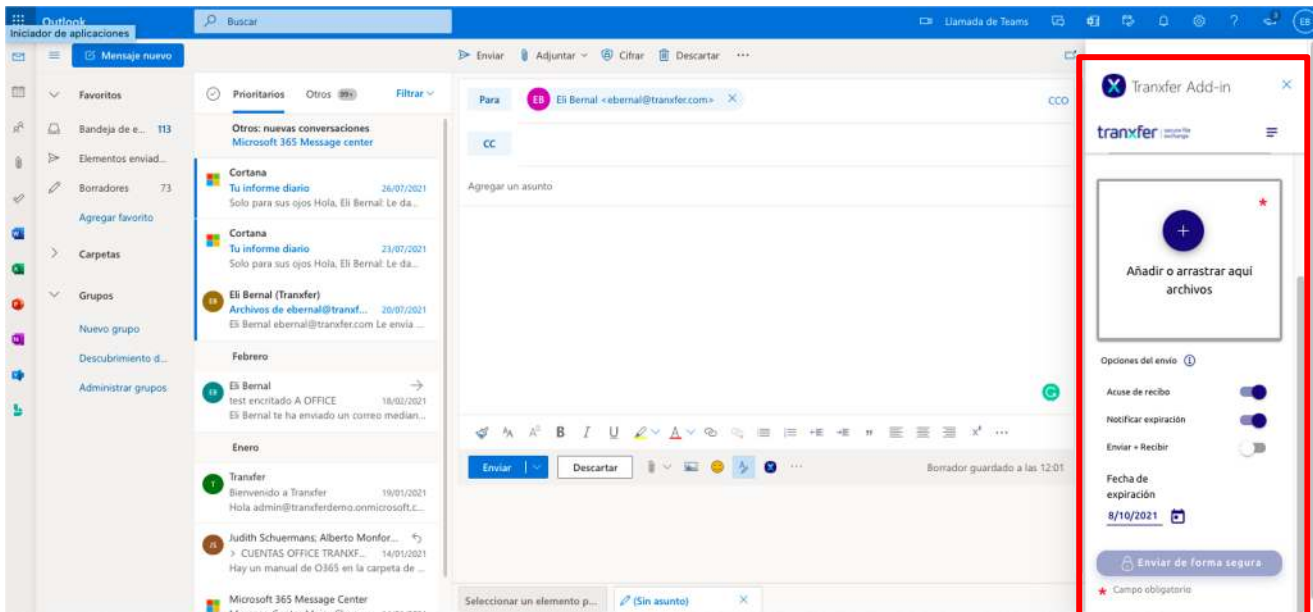 Outlook
Buscar
Llamada de Teams
EB
Iniciador de aplicaciones
Mensaje nuevo
Enviar
Adjuntar
Cifrar
Descartar
Favoritos
Bandeja de e... 113
Elementos enviad...
Borradores 73
Agregar favorito
Carpetas
Grupos
Nuevo grupo
Descubrimiento d...
Administrar grupos
Prioritarios
Otros 99+
Filtrar
Otros: nuevas conversaciones
Microsoft 365 Message center
Cortana
Tu informe diario 26/07/2021
Solo para sus ojos Hola, Eli Bernal: Le da...
Cortana
Tu informe diario 23/07/2021
Solo para sus ojos Hola, Eli Bernal: Le da...
EB
Eli Bernal (Tranxfer)
Archivos de ebernal@tranxf... 20/07/2021
Eli Bernal ebernal@tranxfer.com Le envía ...
Febrero
EB
Eli Bernal
test encritado A OFFICE 18/02/2021
Eli Bernal te ha enviado un correo median...
Enero
T
Tranxfer
Bienvenido a Tranxfer 19/01/2021
Hola admin@tranxferdemo.onmicrosoft.c...
JS
Judith Schuermans; Alberto Monfor...
> CUENTAS OFFICE TRANXF... 14/01/2021
Hay un manual de O365 en la carpeta de ...
Microsoft 365 Message Center
Para
EB
Eli Bernal <ebernal@tranxfer.com>
CCO
CC
Agregar un asunto
Enviar
Descartar
Borrador guardado a las 12:01
Seleccionar un elemento p...
(Sin asunto)
Tranxfer Add-in
tranxfer secure file exchange
Añadir o arrastrar aquí
archivos
Opciones del envío
Acuse de recibo
Notificar expiración
Enviar + Recibir
Fecha de
expiración
8/10/2021
Enviar de forma segura
* Campo obligatorio